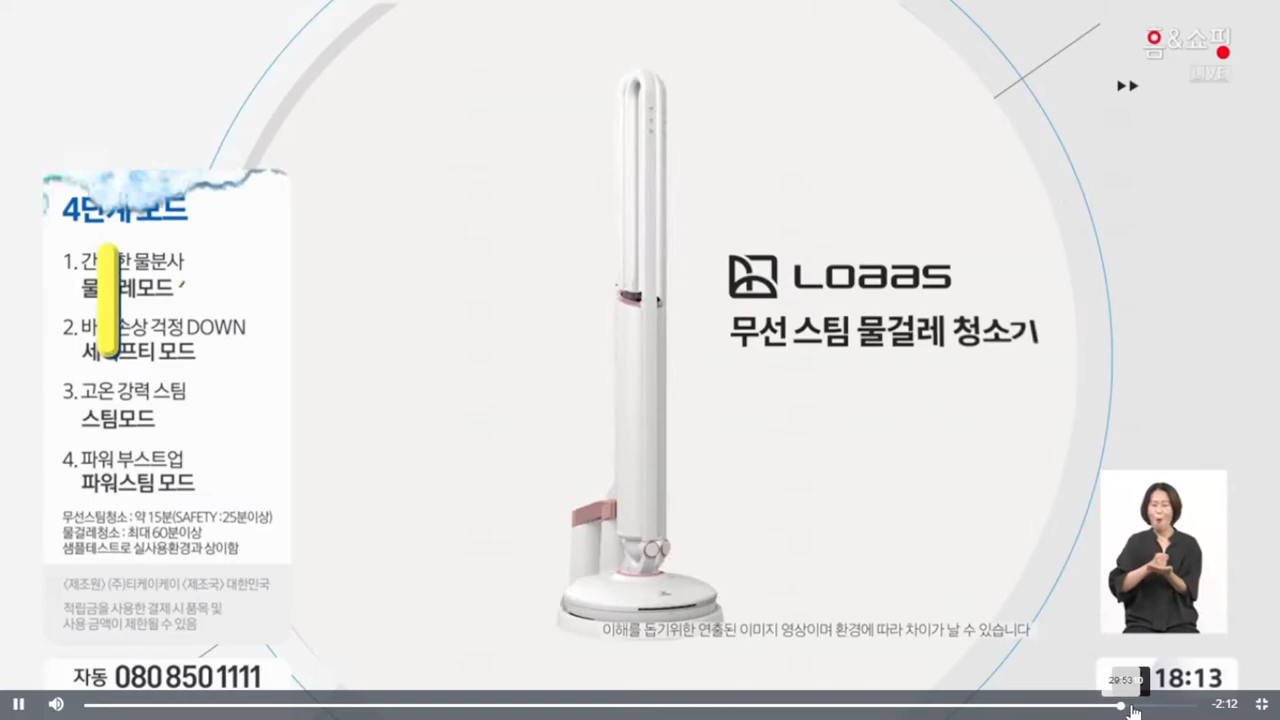 홈&쇼핑
LIVE
4단계 모드
1. 간편한 물분사
물걸레모드
2. 바닥손상 걱정 DOWN
세이프티 모드
3. 고온 강력 스팀
스팀모드
4. 파워 부스트업
파워스팀 모드
무선스팀청소 : 약 15분(SAFETY : 25분이상)
물걸레청소 : 최대 60분이상
샘플테스트로 실사용환경과 상이함
<제조원> (주)티케이케이 <제조국> 대한민국
적립금을 사용한 결제 시 품목 및
사용 금액이 제한될 수 있음
자동 080 850 1111
Loaas
무선 스팀 물걸레 청소기
이해를 돕기위한 연출된 이미지 영상이며 환경에 따라 차이가 날 수 있습니다
18:13
29:53
-2:12